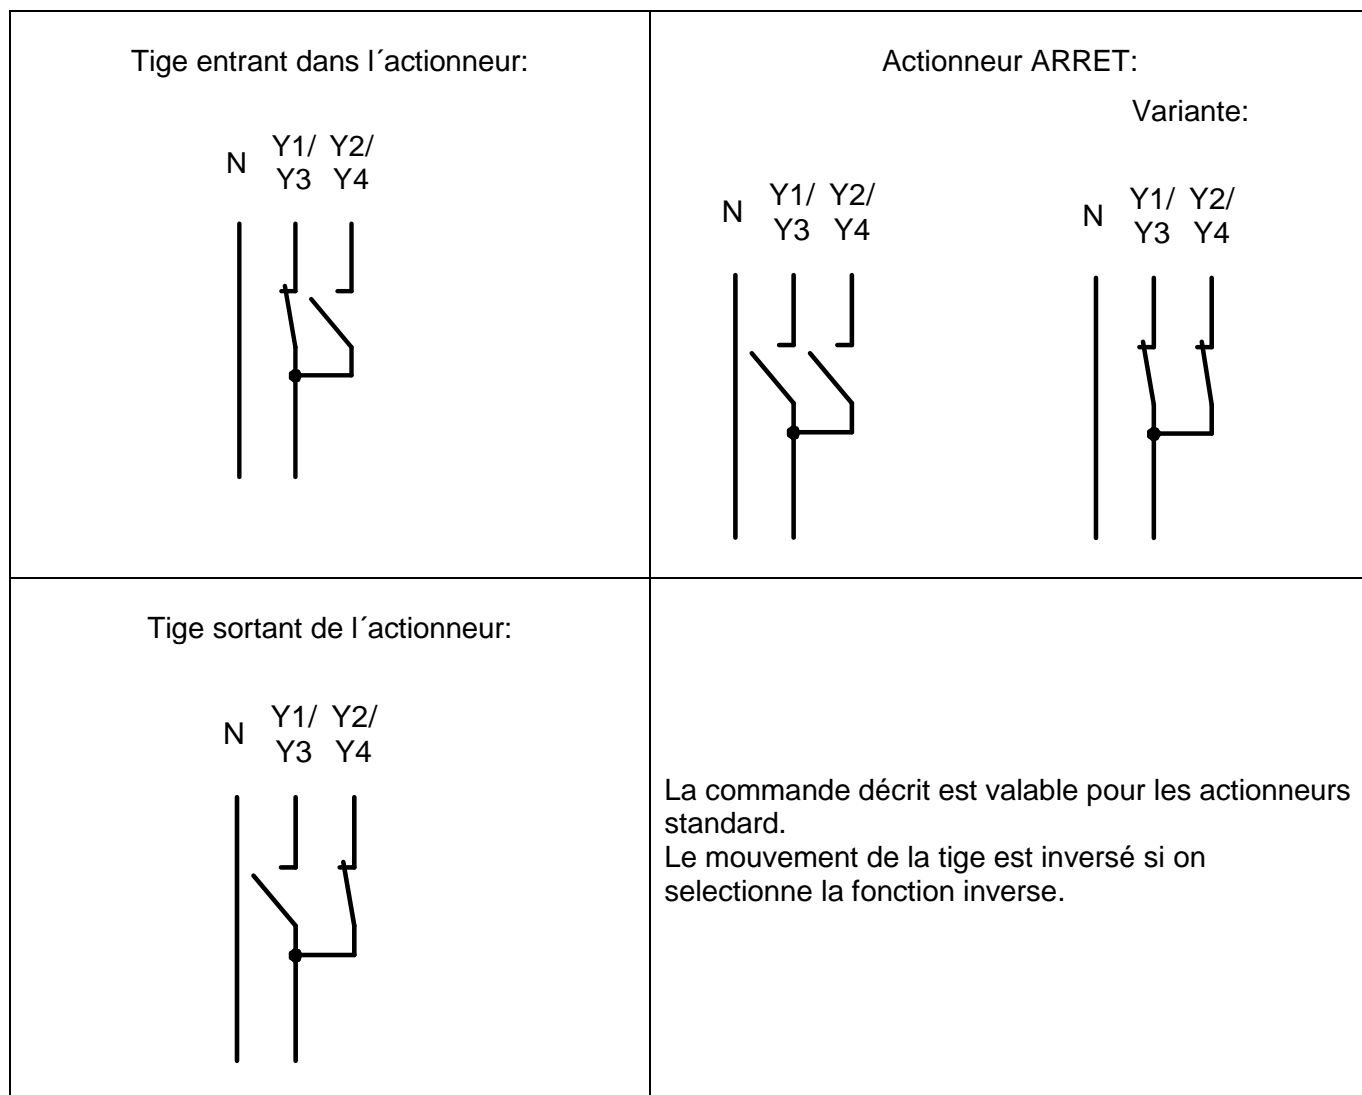 Tige entrant dans l´actionneur:
N Y1/ Y2/
Y3 Y4
Actionneur ARRET:
Variante:
N Y1/ Y2/
Y3 Y4
N Y1/ Y2/
Y3 Y4
Tige sortant de l´actionneur:
N Y1/ Y2/
Y3 Y4
La commande décrit est valable pour les actionneurs
standard.
Le mouvement de la tige est inversé si on
selectionne la fonction inverse.